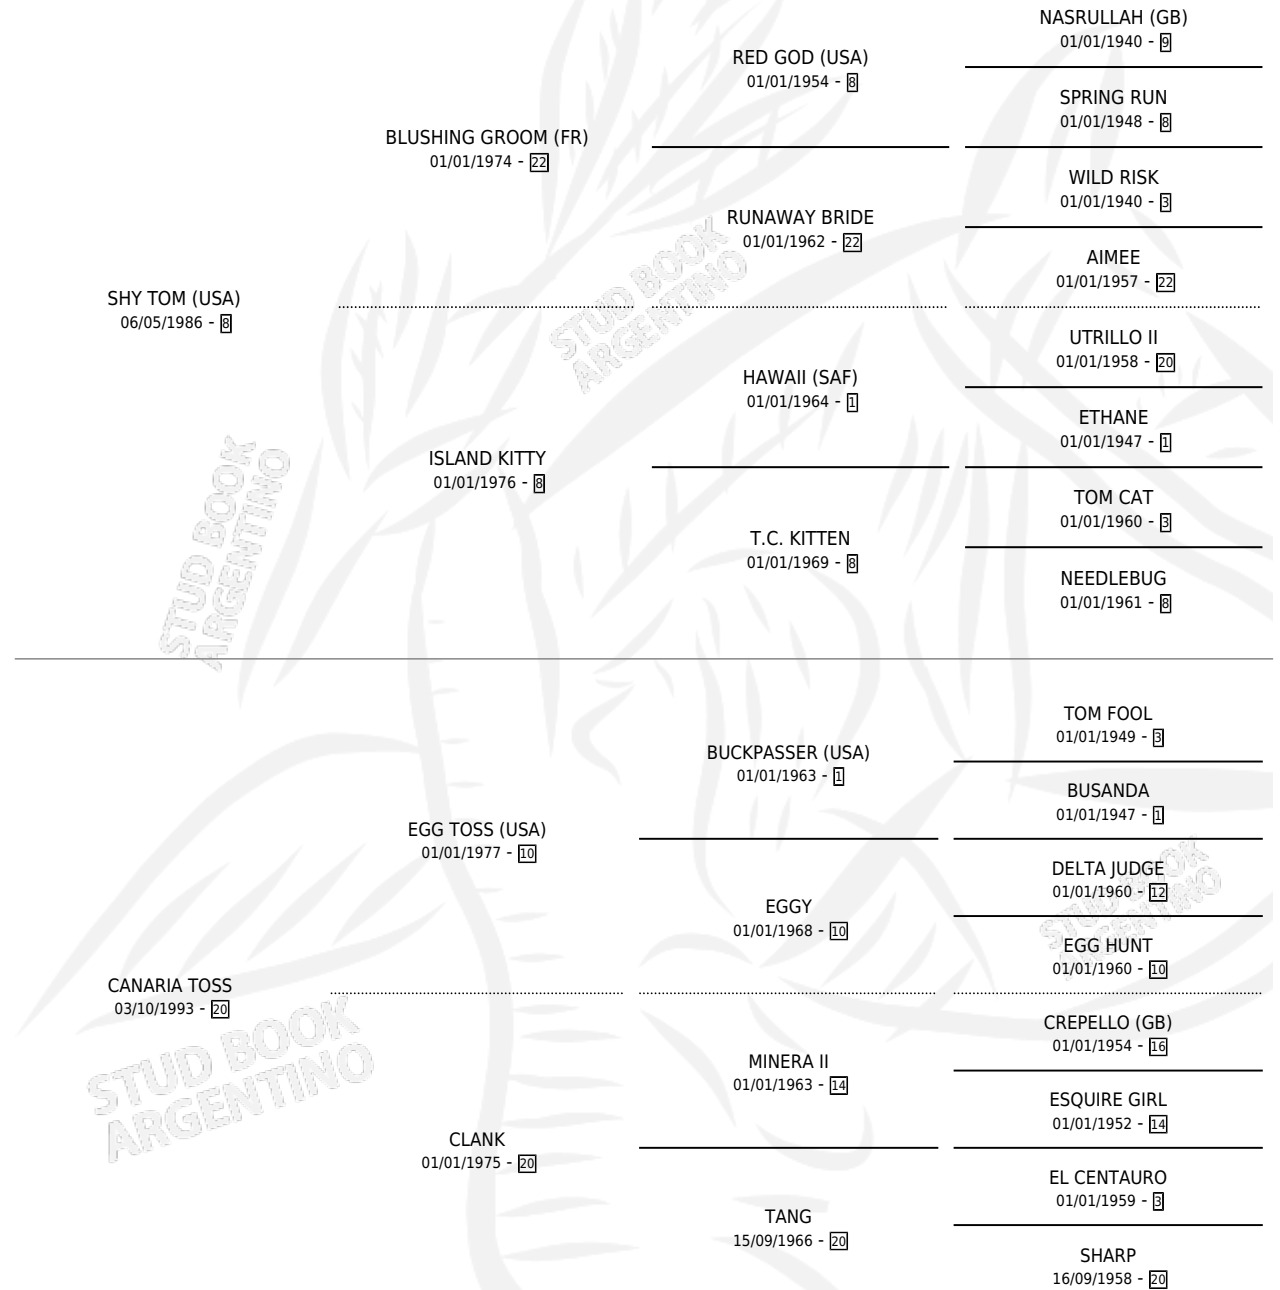 NASRULLAH (GB)
01/01/1940 - 9
RED GOD (USA)
01/01/1954 - 8
SPRING RUN
01/01/1948 - 8
BLUSHING GROOM (FR)
01/01/1974 - 22
WILD RISK
01/01/1940 - 3
RUNAWAY BRIDE
01/01/1962 - 22
AIMEE
01/01/1957 - 22
SHY TOM (USA)
06/05/1986 - 8
UTRILLO II
01/01/1958 - 20
HAWAII (SAF)
01/01/1964 - 1
ETHANE
01/01/1947 - 1
ISLAND KITTY
01/01/1976 - 8
TOM CAT
01/01/1960 - 3
T.C. KITTEN
01/01/1969 - 8
NEEDLEBUG
01/01/1961 - 8
TOM FOOL
01/01/1949 - 3
BUCKPASSER (USA)
01/01/1963 - 1
BUSANDA
01/01/1947 - 1
EGG TOSS (USA)
01/01/1977 - 10
DELTA JUDGE
01/01/1960 - 12
EGGY
01/01/1968 - 10
EGG HUNT
01/01/1960 - 10
CANARIA TOSS
03/10/1993 - 20
CREPELLO (GB)
01/01/1954 - 16
MINERA II
01/01/1963 - 14
ESQUIRE GIRL
01/01/1952 - 14
CLANK
01/01/1975 - 20
EL CENTAURO
01/01/1959 - 3
TANG
15/09/1966 - 20
SHARP
16/09/1958 - 20
STUD BOOK
ARGENTINO
STUD BOOK
ARGENTINO
STUD BOOK
ARGENTINO
STUD BOOK
ARGENTINO